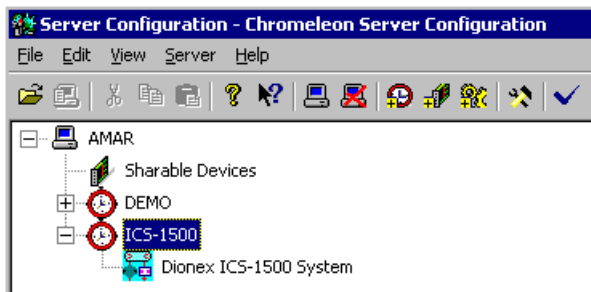 Server Configuration - Chromeleon Server Configuration
File Edit View Server Help
AMAR
Sharable Devices
DEMO
ICS-1500
Dionex ICS-1500 System